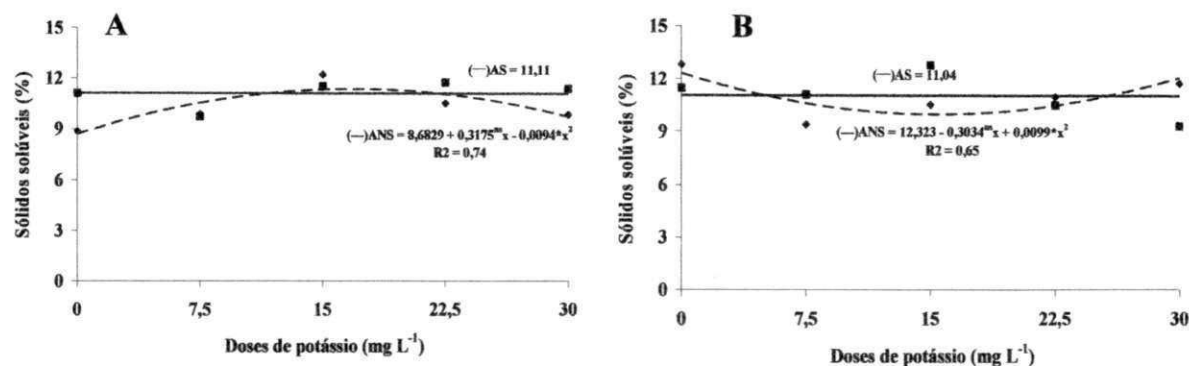 A
Sólidos solúveis (%)
15
12
9
6
3
0
(—)AS = 11,11
(---)ANS = 8,6829 + 0,3175ⁿˢx - 0,0094*x²
R2 = 0,74
0 7,5 15 22,5 30
Doses de potássio (mg L⁻¹)
B
Sólidos solúveis (%)
15
12
9
6
3
0
(—)AS = 11,04
(---)ANS = 12,323 - 0,3034ⁿˢx + 0,0099*x²
R2 = 0,65
0 7,5 15 22,5 30
Doses de potássio (mg L⁻¹)